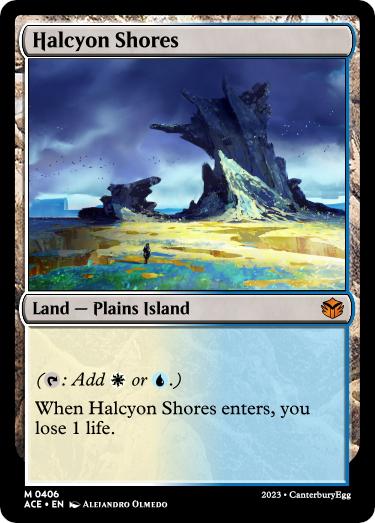 Halcyon Shores
Land — Plains Island
(: Add or .)
When Halcyon Shores enters, you
lose 1 life.
M 0406
ACE • EN Alejandro Olmedo
2023 • CanterburyEgg